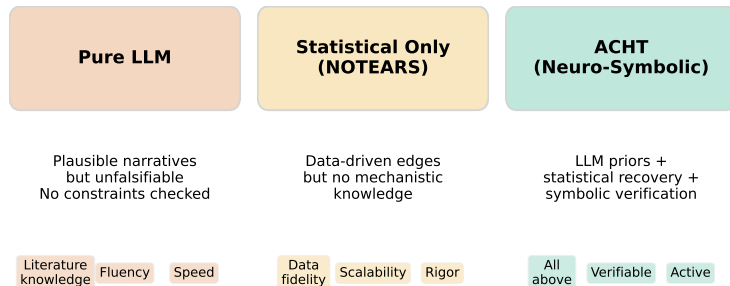 Pure LLM
Statistical Only
(NOTEARS)
ACHT
(Neuro-Symbolic)
Plausible narratives
but unfalsifiable
No constraints checked
Data-driven edges
but no mechanistic
knowledge
LLM priors +
statistical recovery +
symbolic verification
Literature
knowledge
Fluency
Speed
Data
fidelity
Scalability
Rigor
All
above
Verifiable
Active